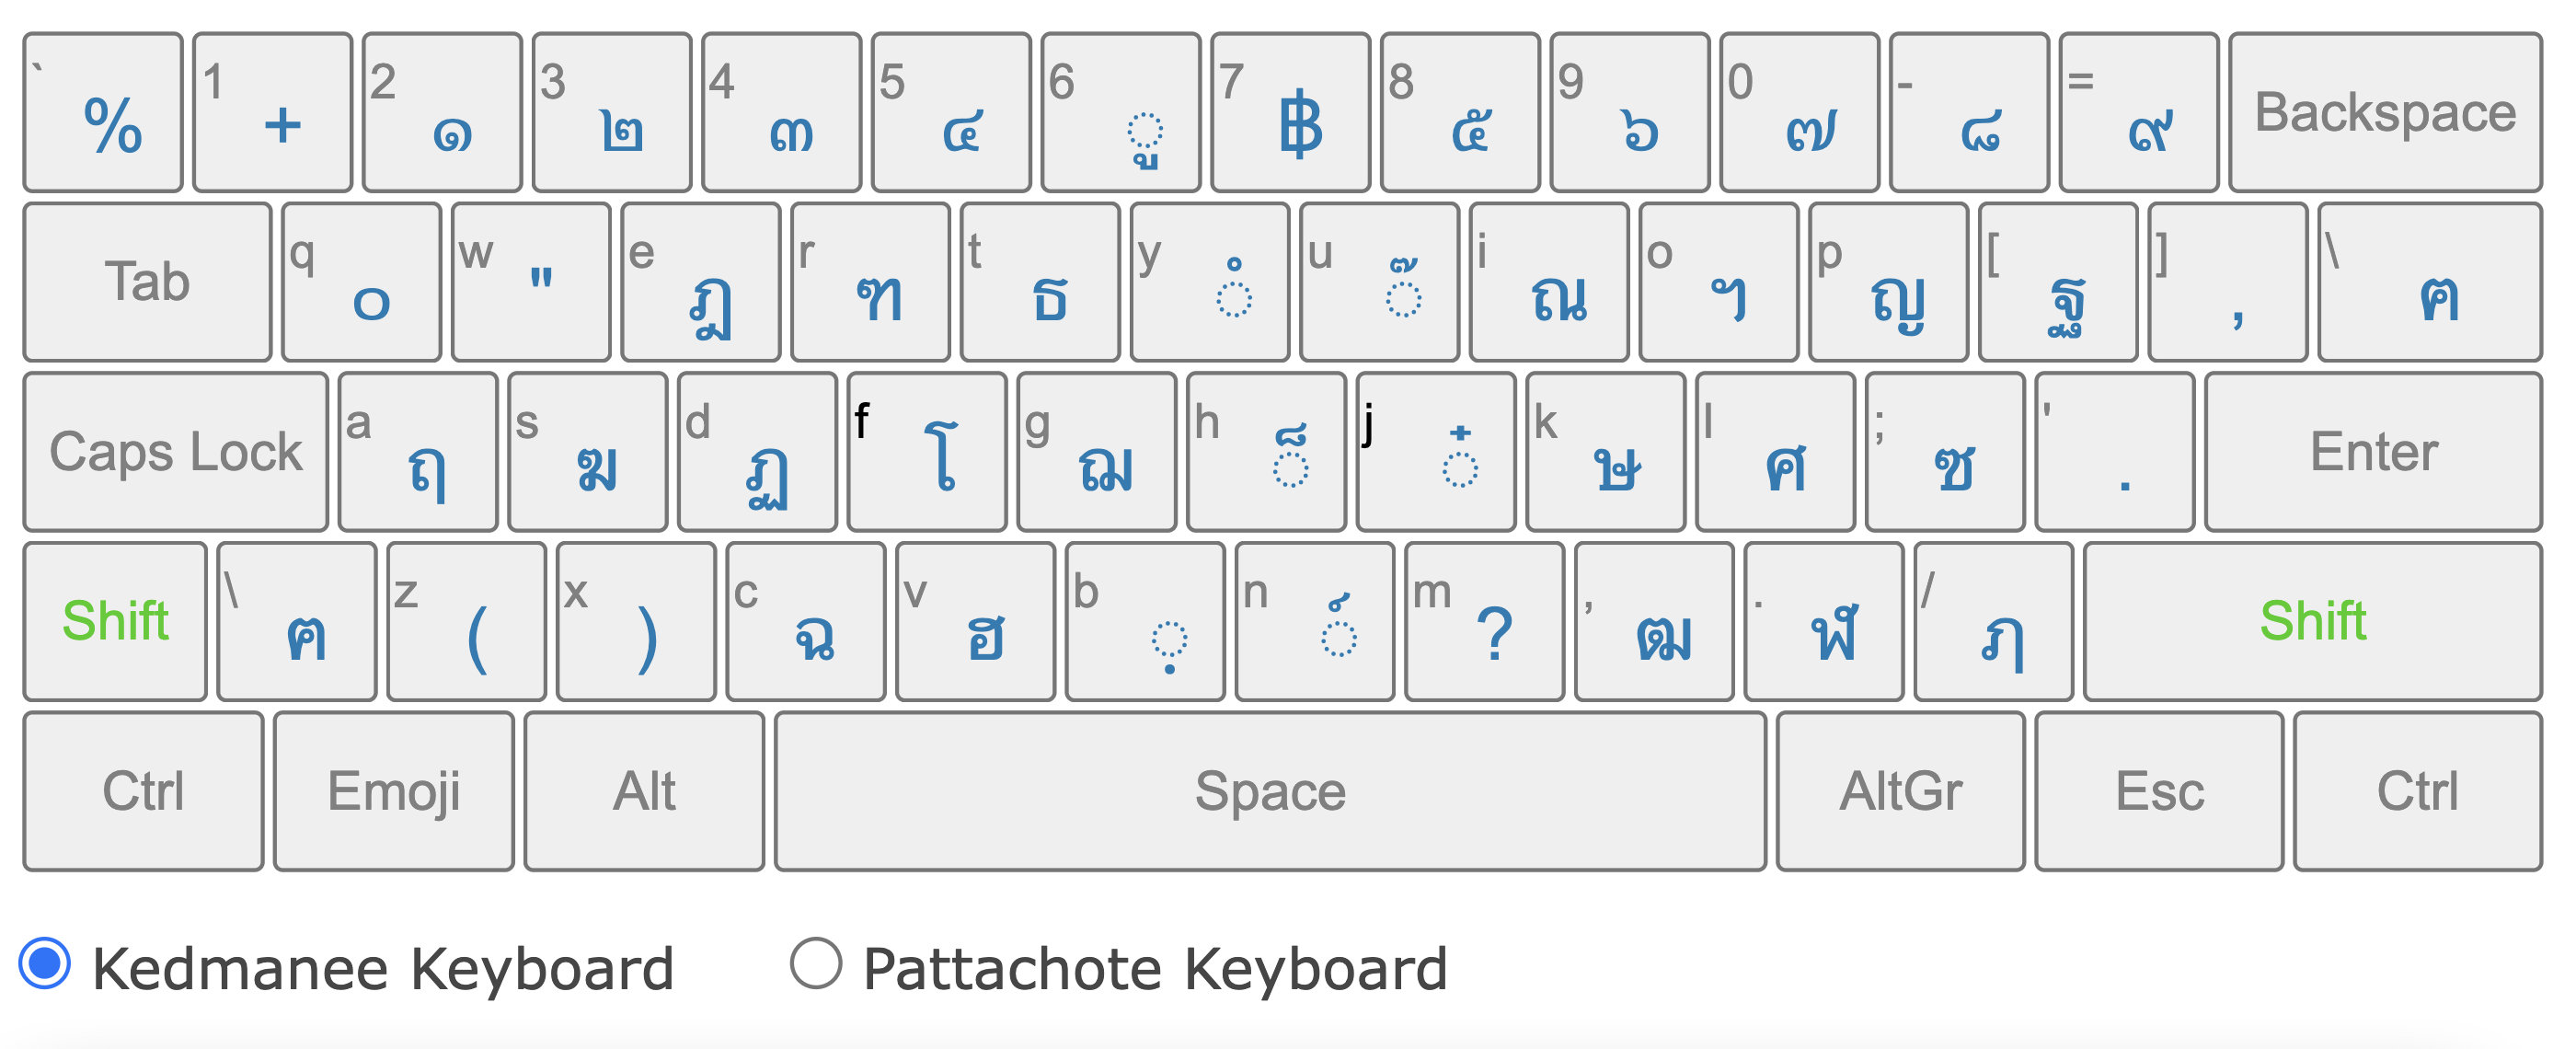 ` % 1 + 2 ๑ 3 ๒ 4 ๓ 5 ๔ 6 ู 7 ฿ 8 ๕ 9 ๖ 0 ๗ - ๘ = ๙ Backspace
Tab q ๐ w " e ฎ r ฑ t ธ y ํ u ๊ i ณ o ฯ p ญ [ ฐ ] , \ ฅ
Caps Lock a ฤ s ฆ d ฏ f โ g ฌ h ็ j ๋ k ษ l ศ ; ซ ' . Enter
Shift \ ฅ z ( x ) c ฉ v ฮ b ฺ n ์ m ? , ฒ . ฬ / ฦ Shift
Ctrl Emoji Alt Space AltGr Esc Ctrl
Kedmanee Keyboard Pattachote Keyboard